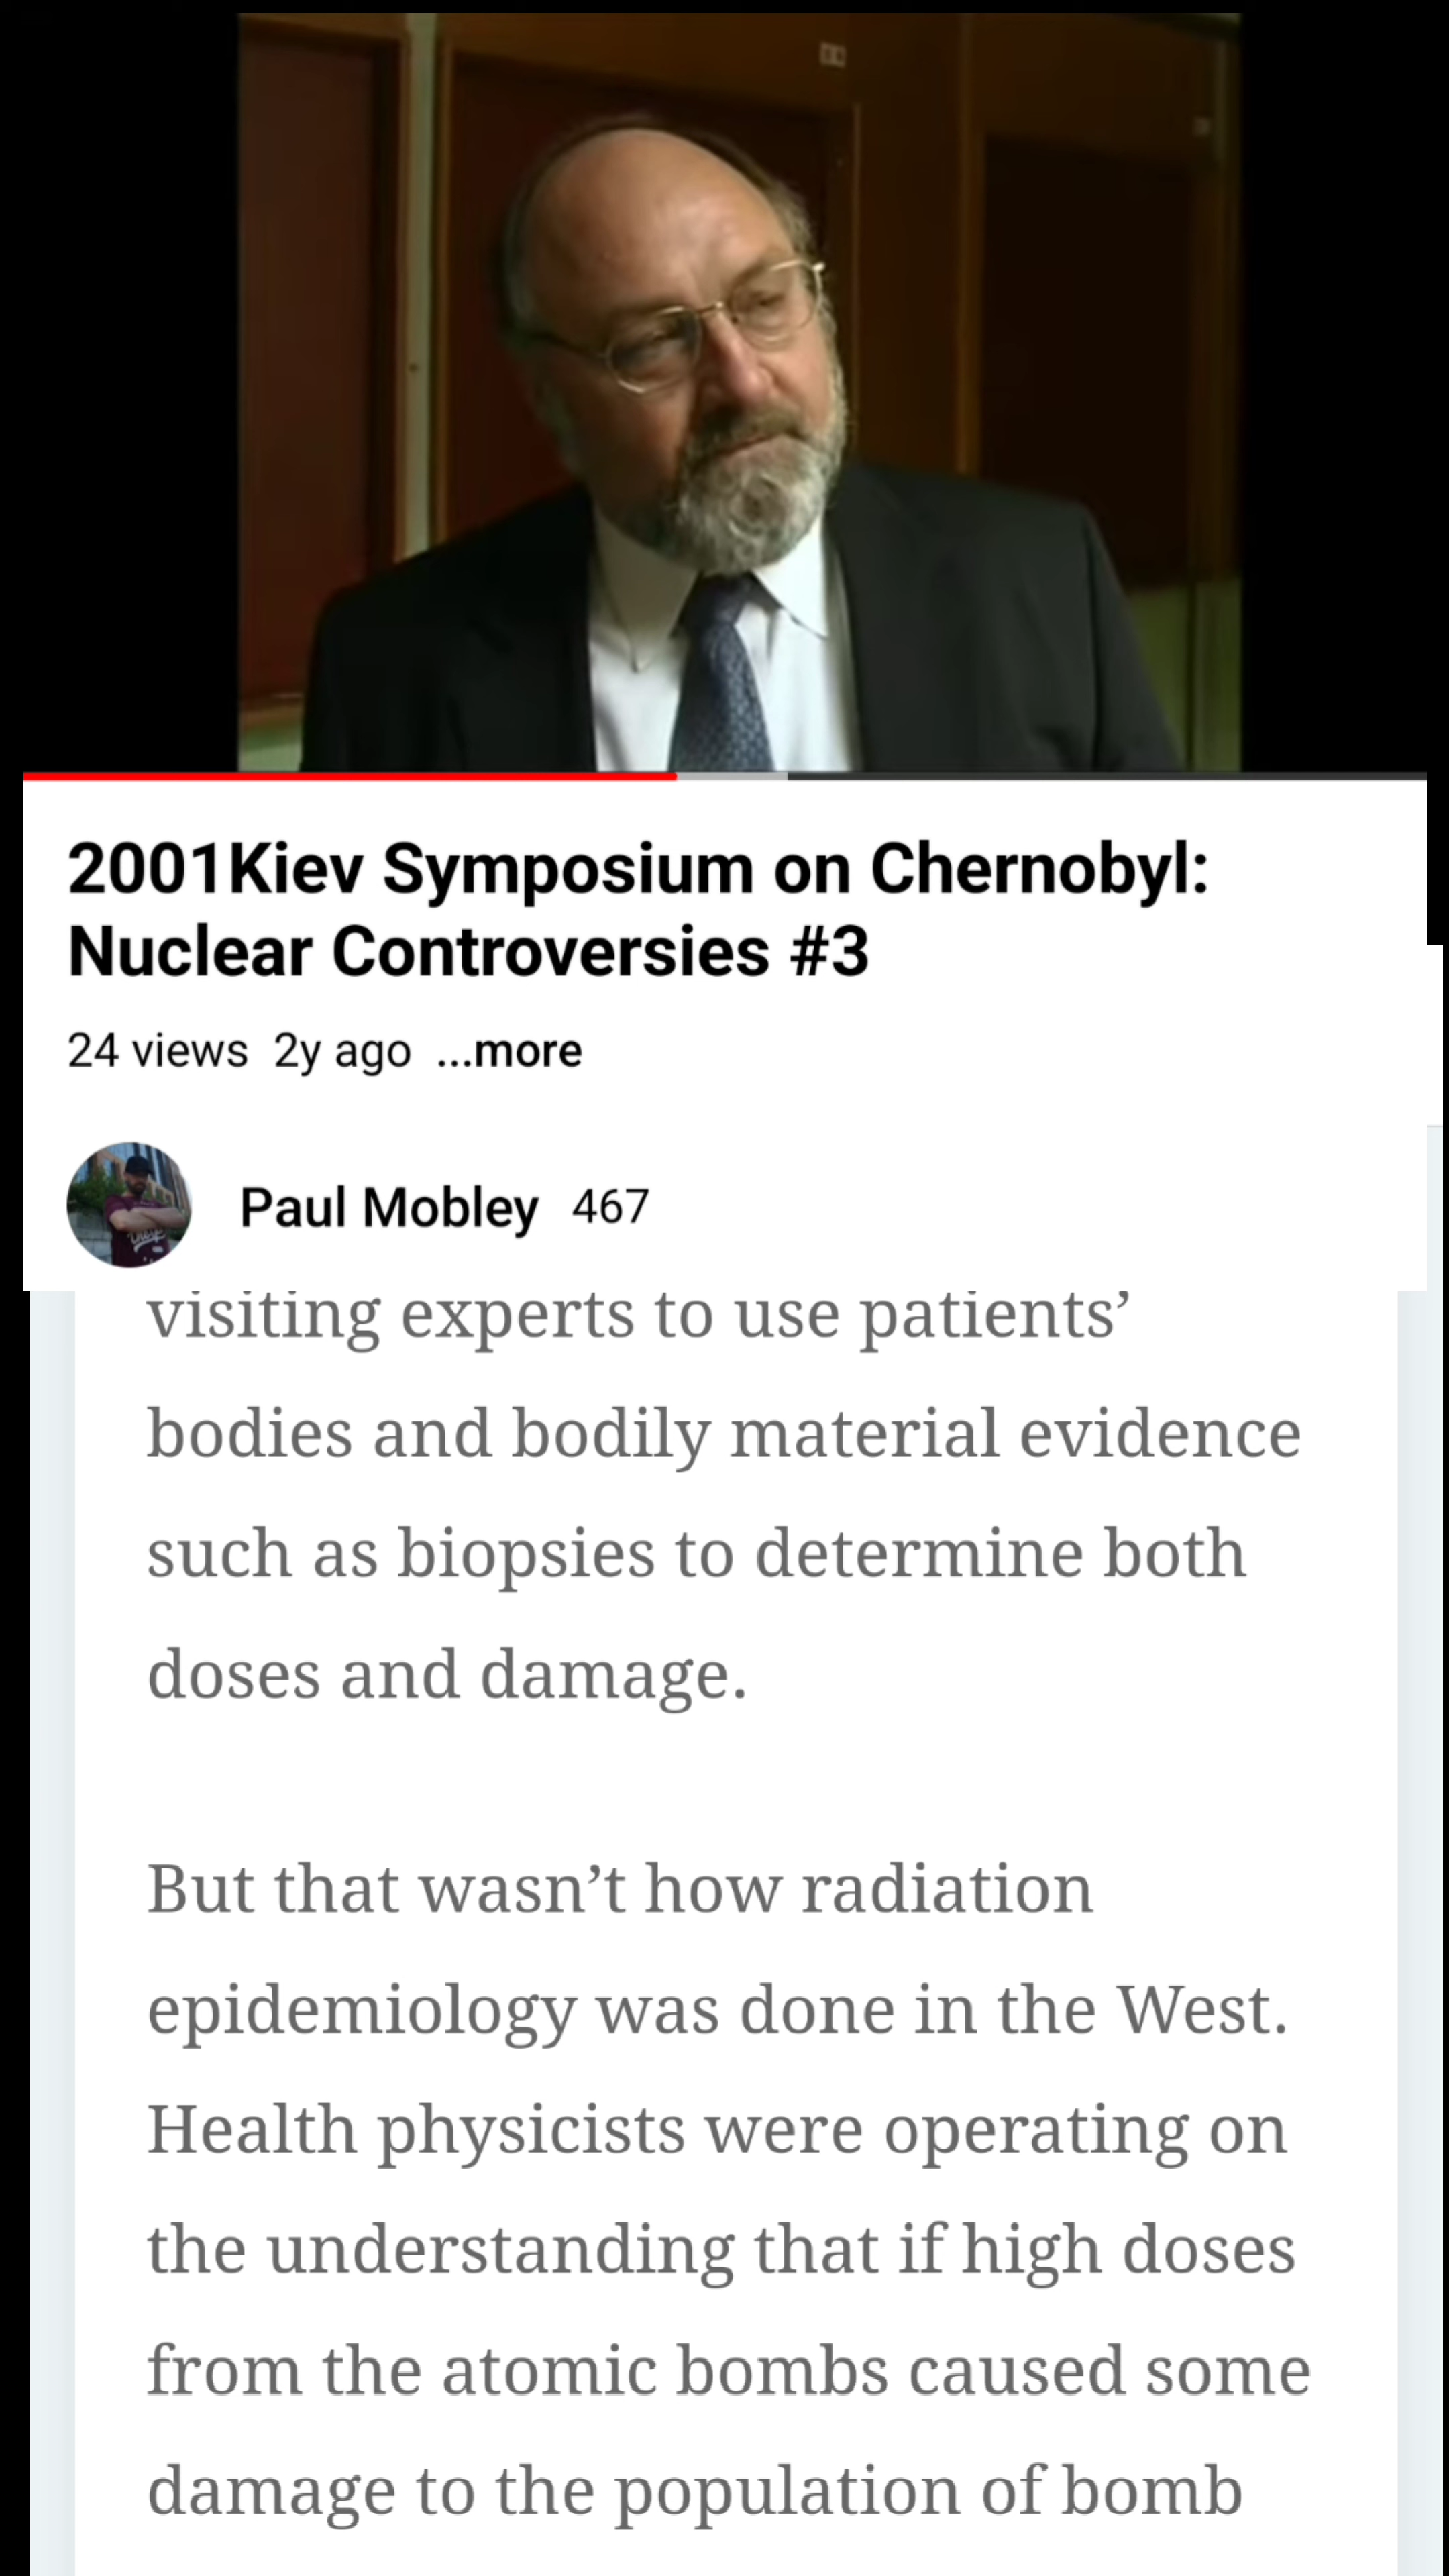 2001Kiev Symposium on Chernobyl:
Nuclear Controversies #3
24 views 2y ago ...more
Paul Mobley 467
visiting experts to use patients’
bodies and bodily material evidence
such as biopsies to determine both
doses and damage.
But that wasn’t how radiation
epidemiology was done in the West.
Health physicists were operating on
the understanding that if high doses
from the atomic bombs caused some
damage to the population of bomb